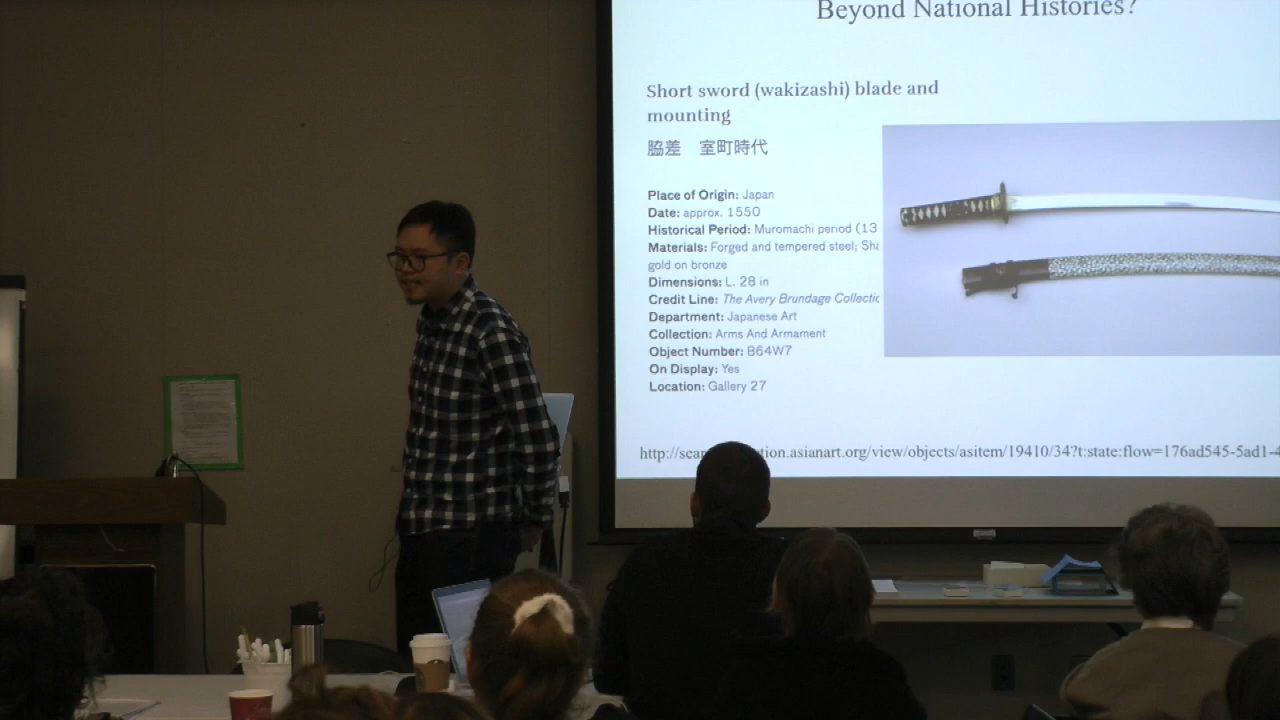 Beyond National Histories?
Short sword (wakizashi) blade and
mounting
脇差　室町時代
Place of Origin: Japan
Date: approx. 1550
Historical Period: Muromachi period (13
Materials: Forged and tempered steel; Sha
gold on bronze
Dimensions: L. 28 in
Credit Line: The Avery Brundage Collectio
Department: Japanese Art
Collection: Arms And Armament
Object Number: B64W7
On Display: Yes
Location: Gallery 27
http://sear tion.asianart.org/view/objects/asitem/19410/34?t:state:flow=176ad545-5ad1-4